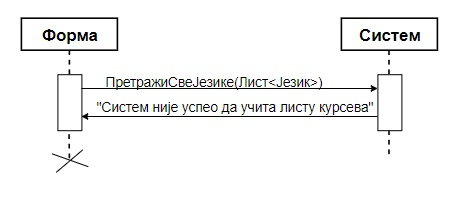 Форма
Систем
ПретражиСвеЈезике(Лист<Језик>)
"Систем није успео да учита листу курсева"